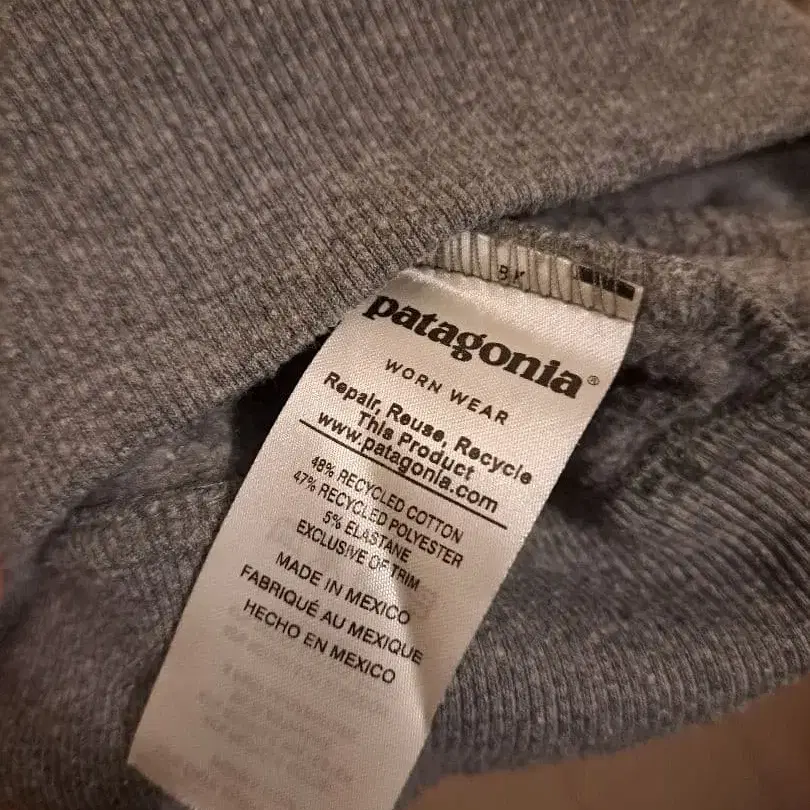 BK
patagonia®
WORN WEAR
Repair, Reuse, Recycle
This Product
www.patagonia.com
48% RECYCLED COTTON
47% RECYCLED POLYESTER
5% ELASTANE
EXCLUSIVE OF TRIM
MADE IN MEXICO
FABRIQUÉ AU MEXIQUE
HECHO EN MEXICO